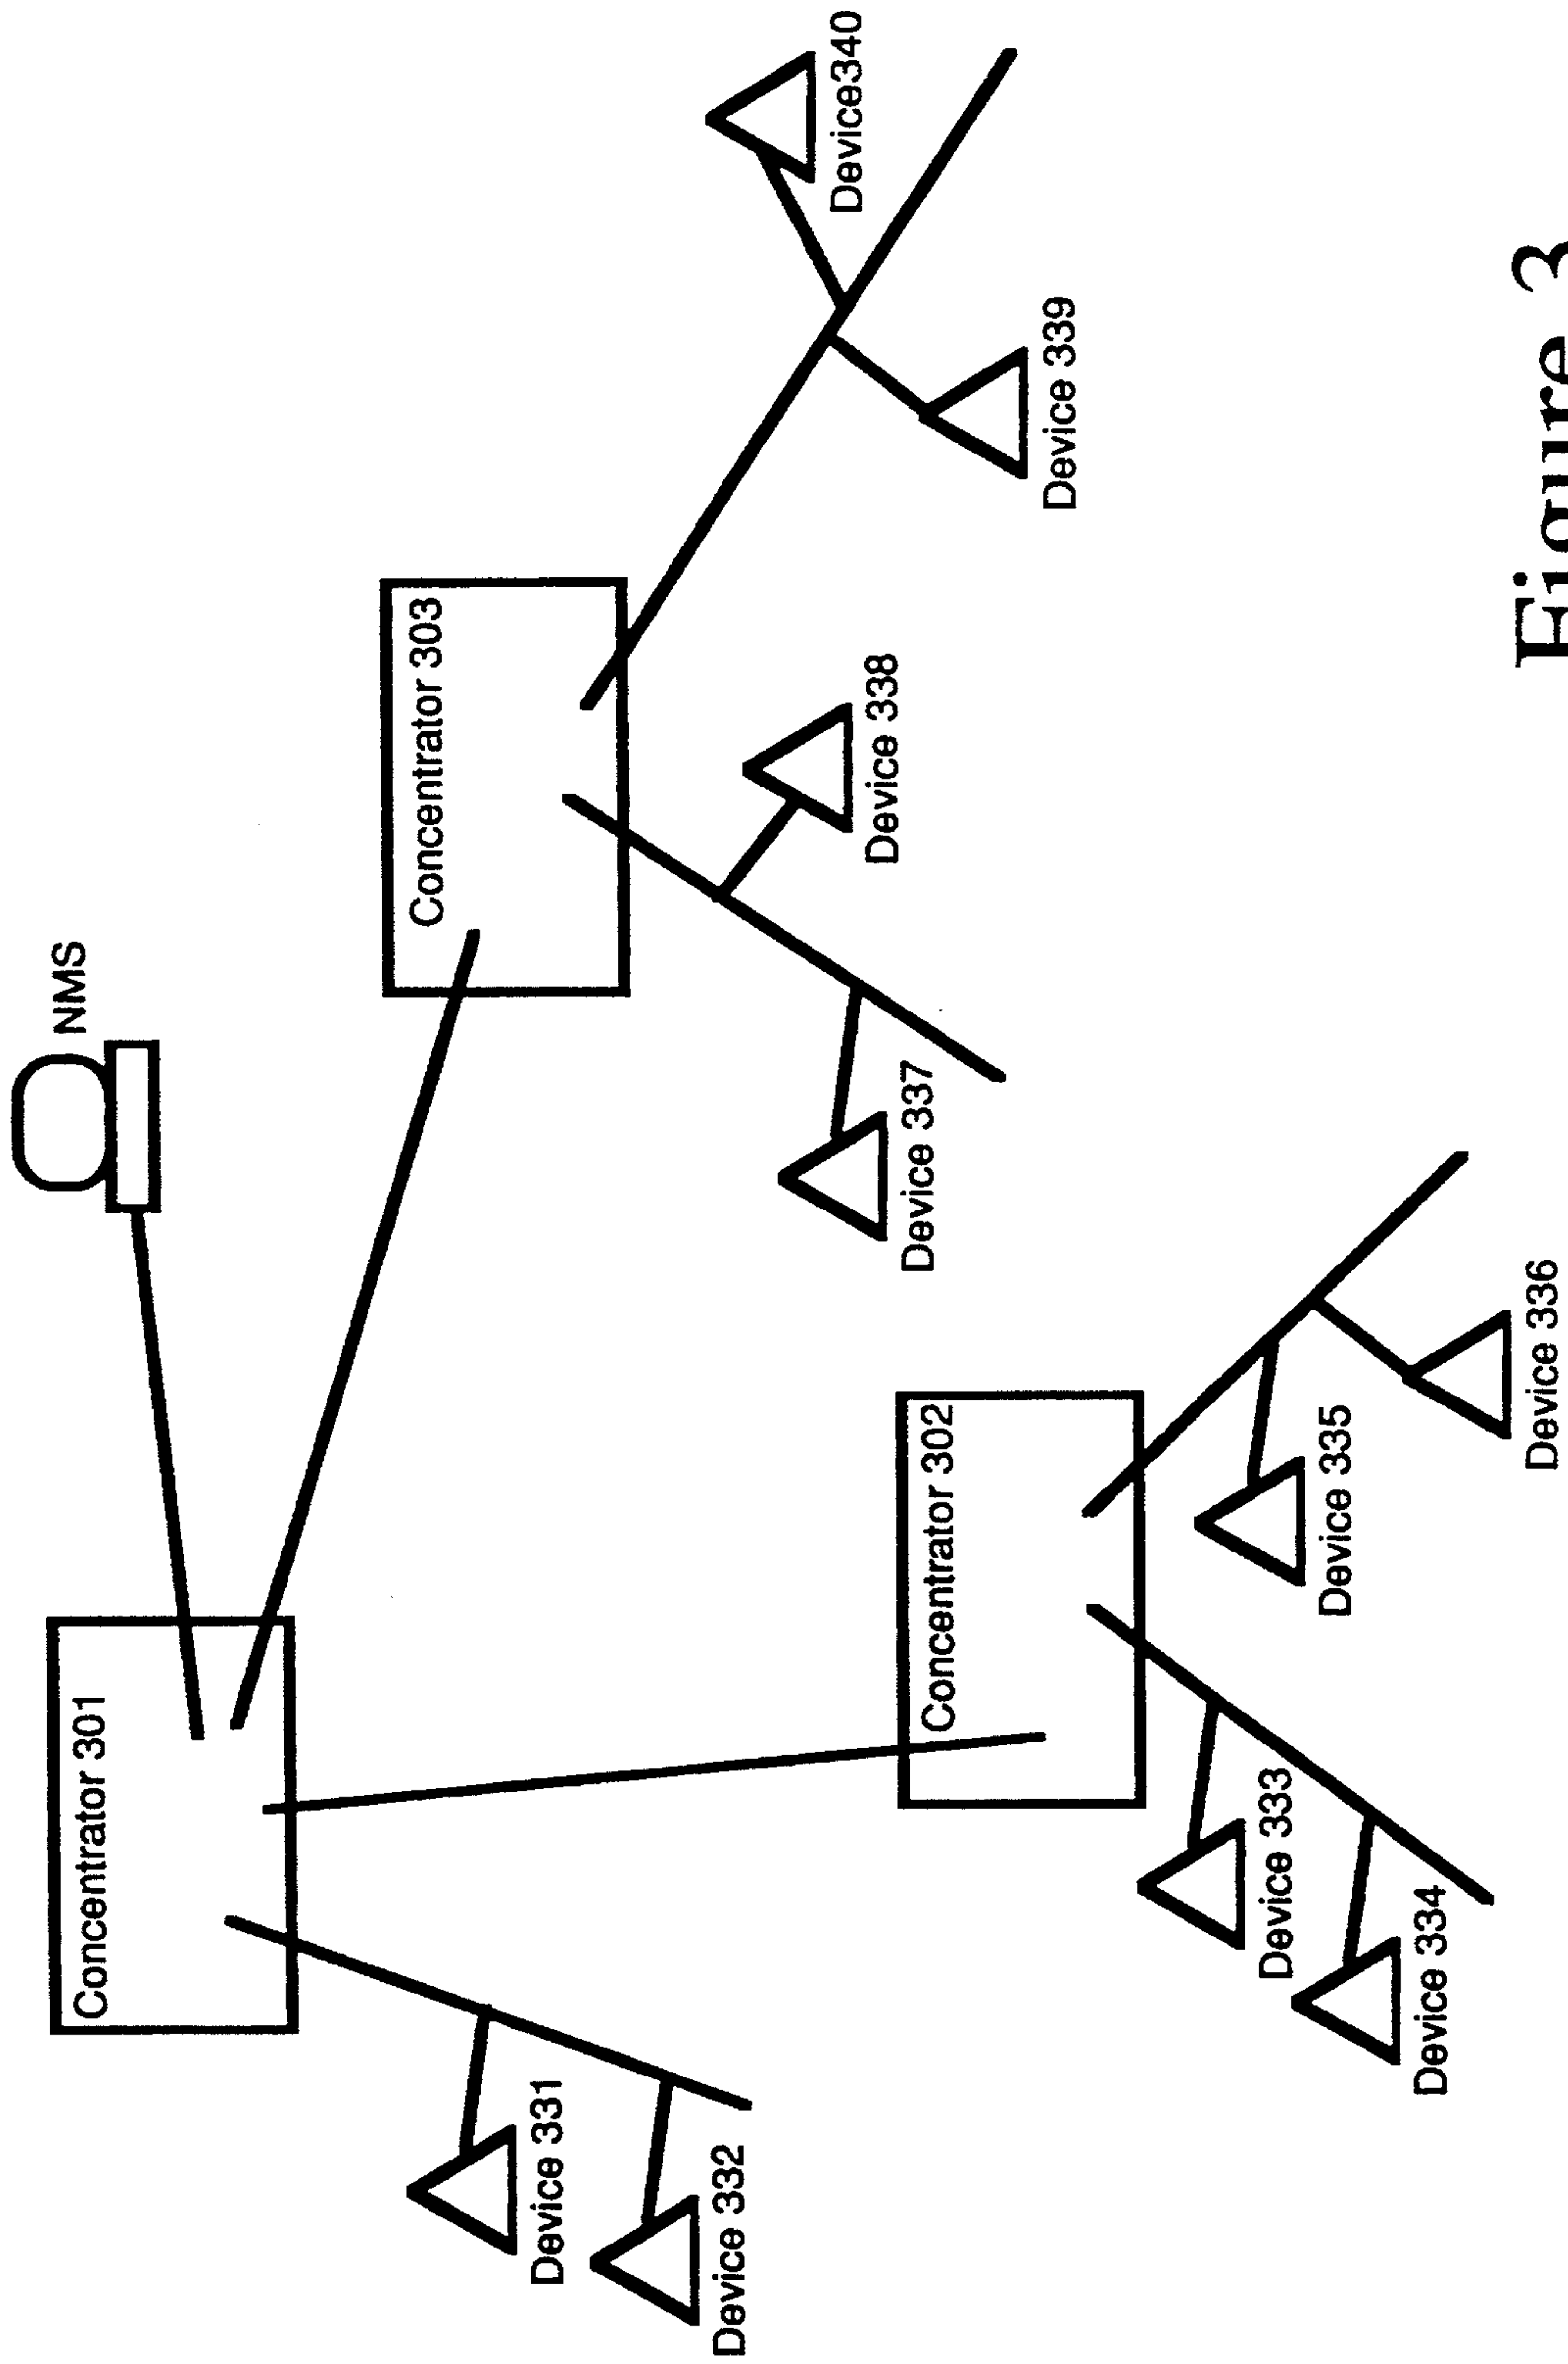 NMS
Concentrator 301
Concentrator 303
Device 331
Device 332
Concentrator 302
Device 337
Device 338
Device340
Device 339
Device 333
Device 334
Device 335
Device 336
Figure 3